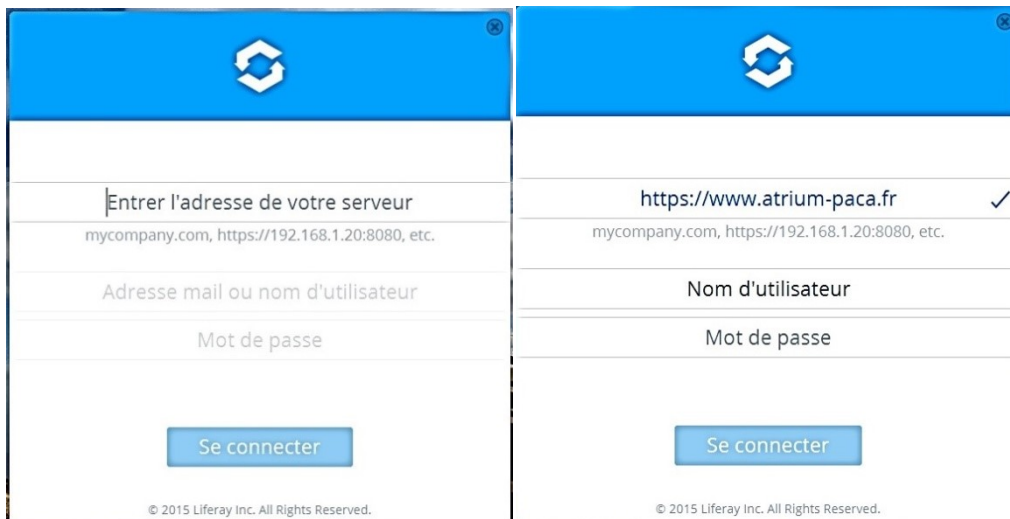 Entrer l'adresse de votre serveur
mycompany.com, https://192.168.1.20:8080, etc.
Adresse mail ou nom d'utilisateur
Mot de passe
Se connecter
© 2015 Liferay Inc. All Rights Reserved.
https://www.atrium-paca.fr
mycompany.com, https://192.168.1.20:8080, etc.
Nom d'utilisateur
Mot de passe
Se connecter
© 2015 Liferay Inc. All Rights Reserved.